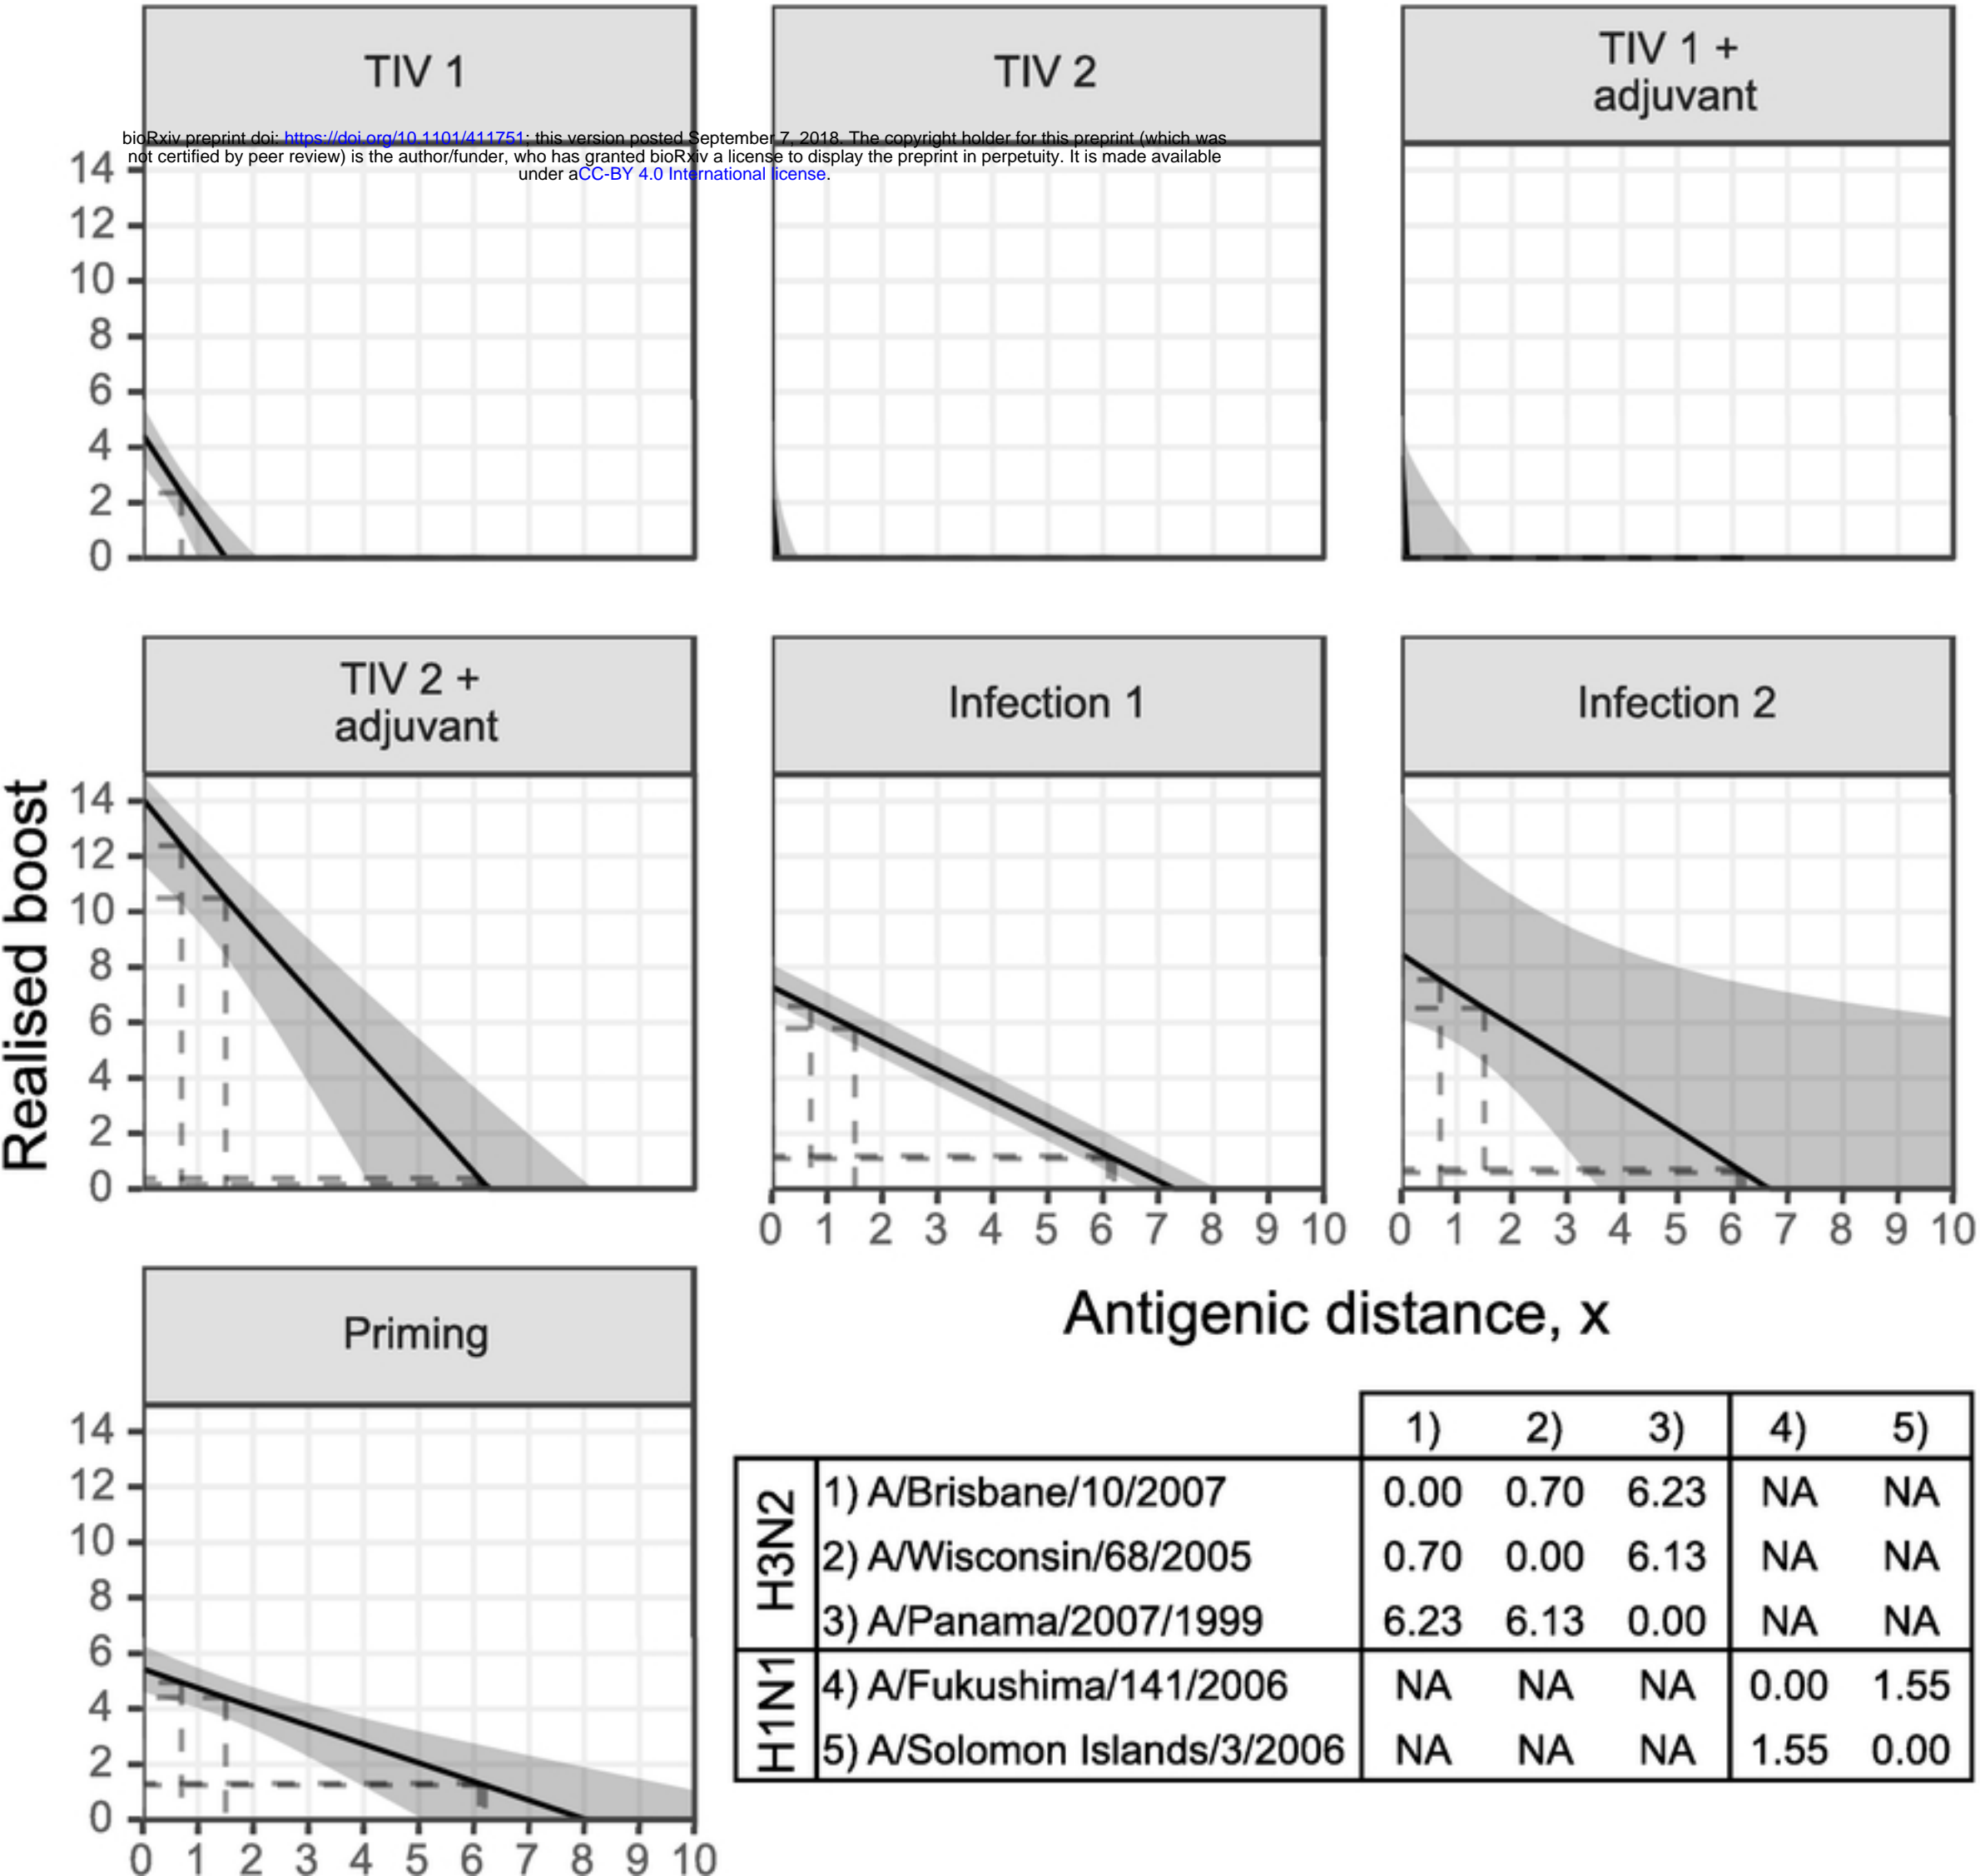 TIV 1
TIV 2
TIV 1 +
adjuvant
bioRxiv preprint doi: https://doi.org/10.1101/411751; this version posted September 7, 2018. The copyright holder for this preprint (which was
not certified by peer review) is the author/funder, who has granted bioRxiv a license to display the preprint in perpetuity. It is made available
under aCC-BY 4.0 International license.
14
12
10
8
6
4
2
0
TIV 2 +
adjuvant
Infection 1
Infection 2
Realised boost
14
12
10
8
6
4
2
0
0 1 2 3 4 5 6 7 8 9 10
0 1 2 3 4 5 6 7 8 9 10
Antigenic distance, x
Priming
14
12
10
8
6
4
2
0
0 1 2 3 4 5 6 7 8 9 10
1) 2) 3) 4) 5)
H3N2
1) A/Brisbane/10/2007 0.00 0.70 6.23 NA NA
2) A/Wisconsin/68/2005 0.70 0.00 6.13 NA NA
3) A/Panama/2007/1999 6.23 6.13 0.00 NA NA
H1N1
4) A/Fukushima/141/2006 NA NA NA 0.00 1.55
5) A/Solomon Islands/3/2006 NA NA NA 1.55 0.00